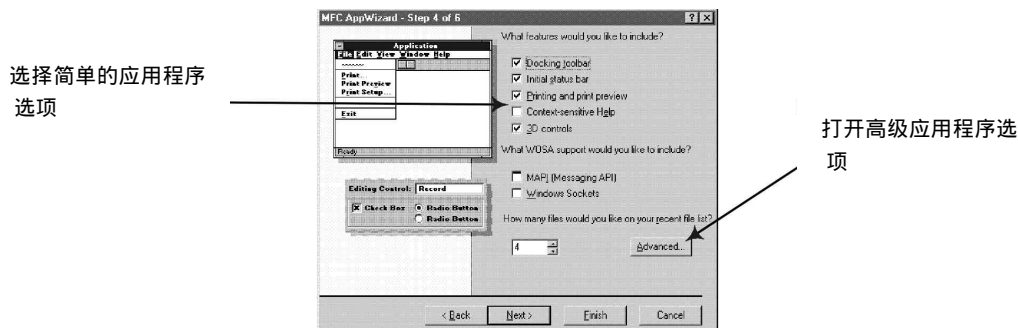 MFC AppWizard - Step 4 of 6
选择简单的应用程序
选项
Application
File Edit View Window Help
Print...
Print Preview
Print Setup...
Exit
Ready
Editing Control: Record
Check Box
Radio Button
Radio Button
What features would you like to include?
Docking toolbar
Initial status bar
Printing and print preview
Context-sensitive Help
3D controls
What WOSA support would you like to include?
MAPI (Messaging API)
Windows Sockets
How many files would you like on your recent file list?
4
Advanced...
打开高级应用程序选
项
< Back
Next >
Finish
Cancel